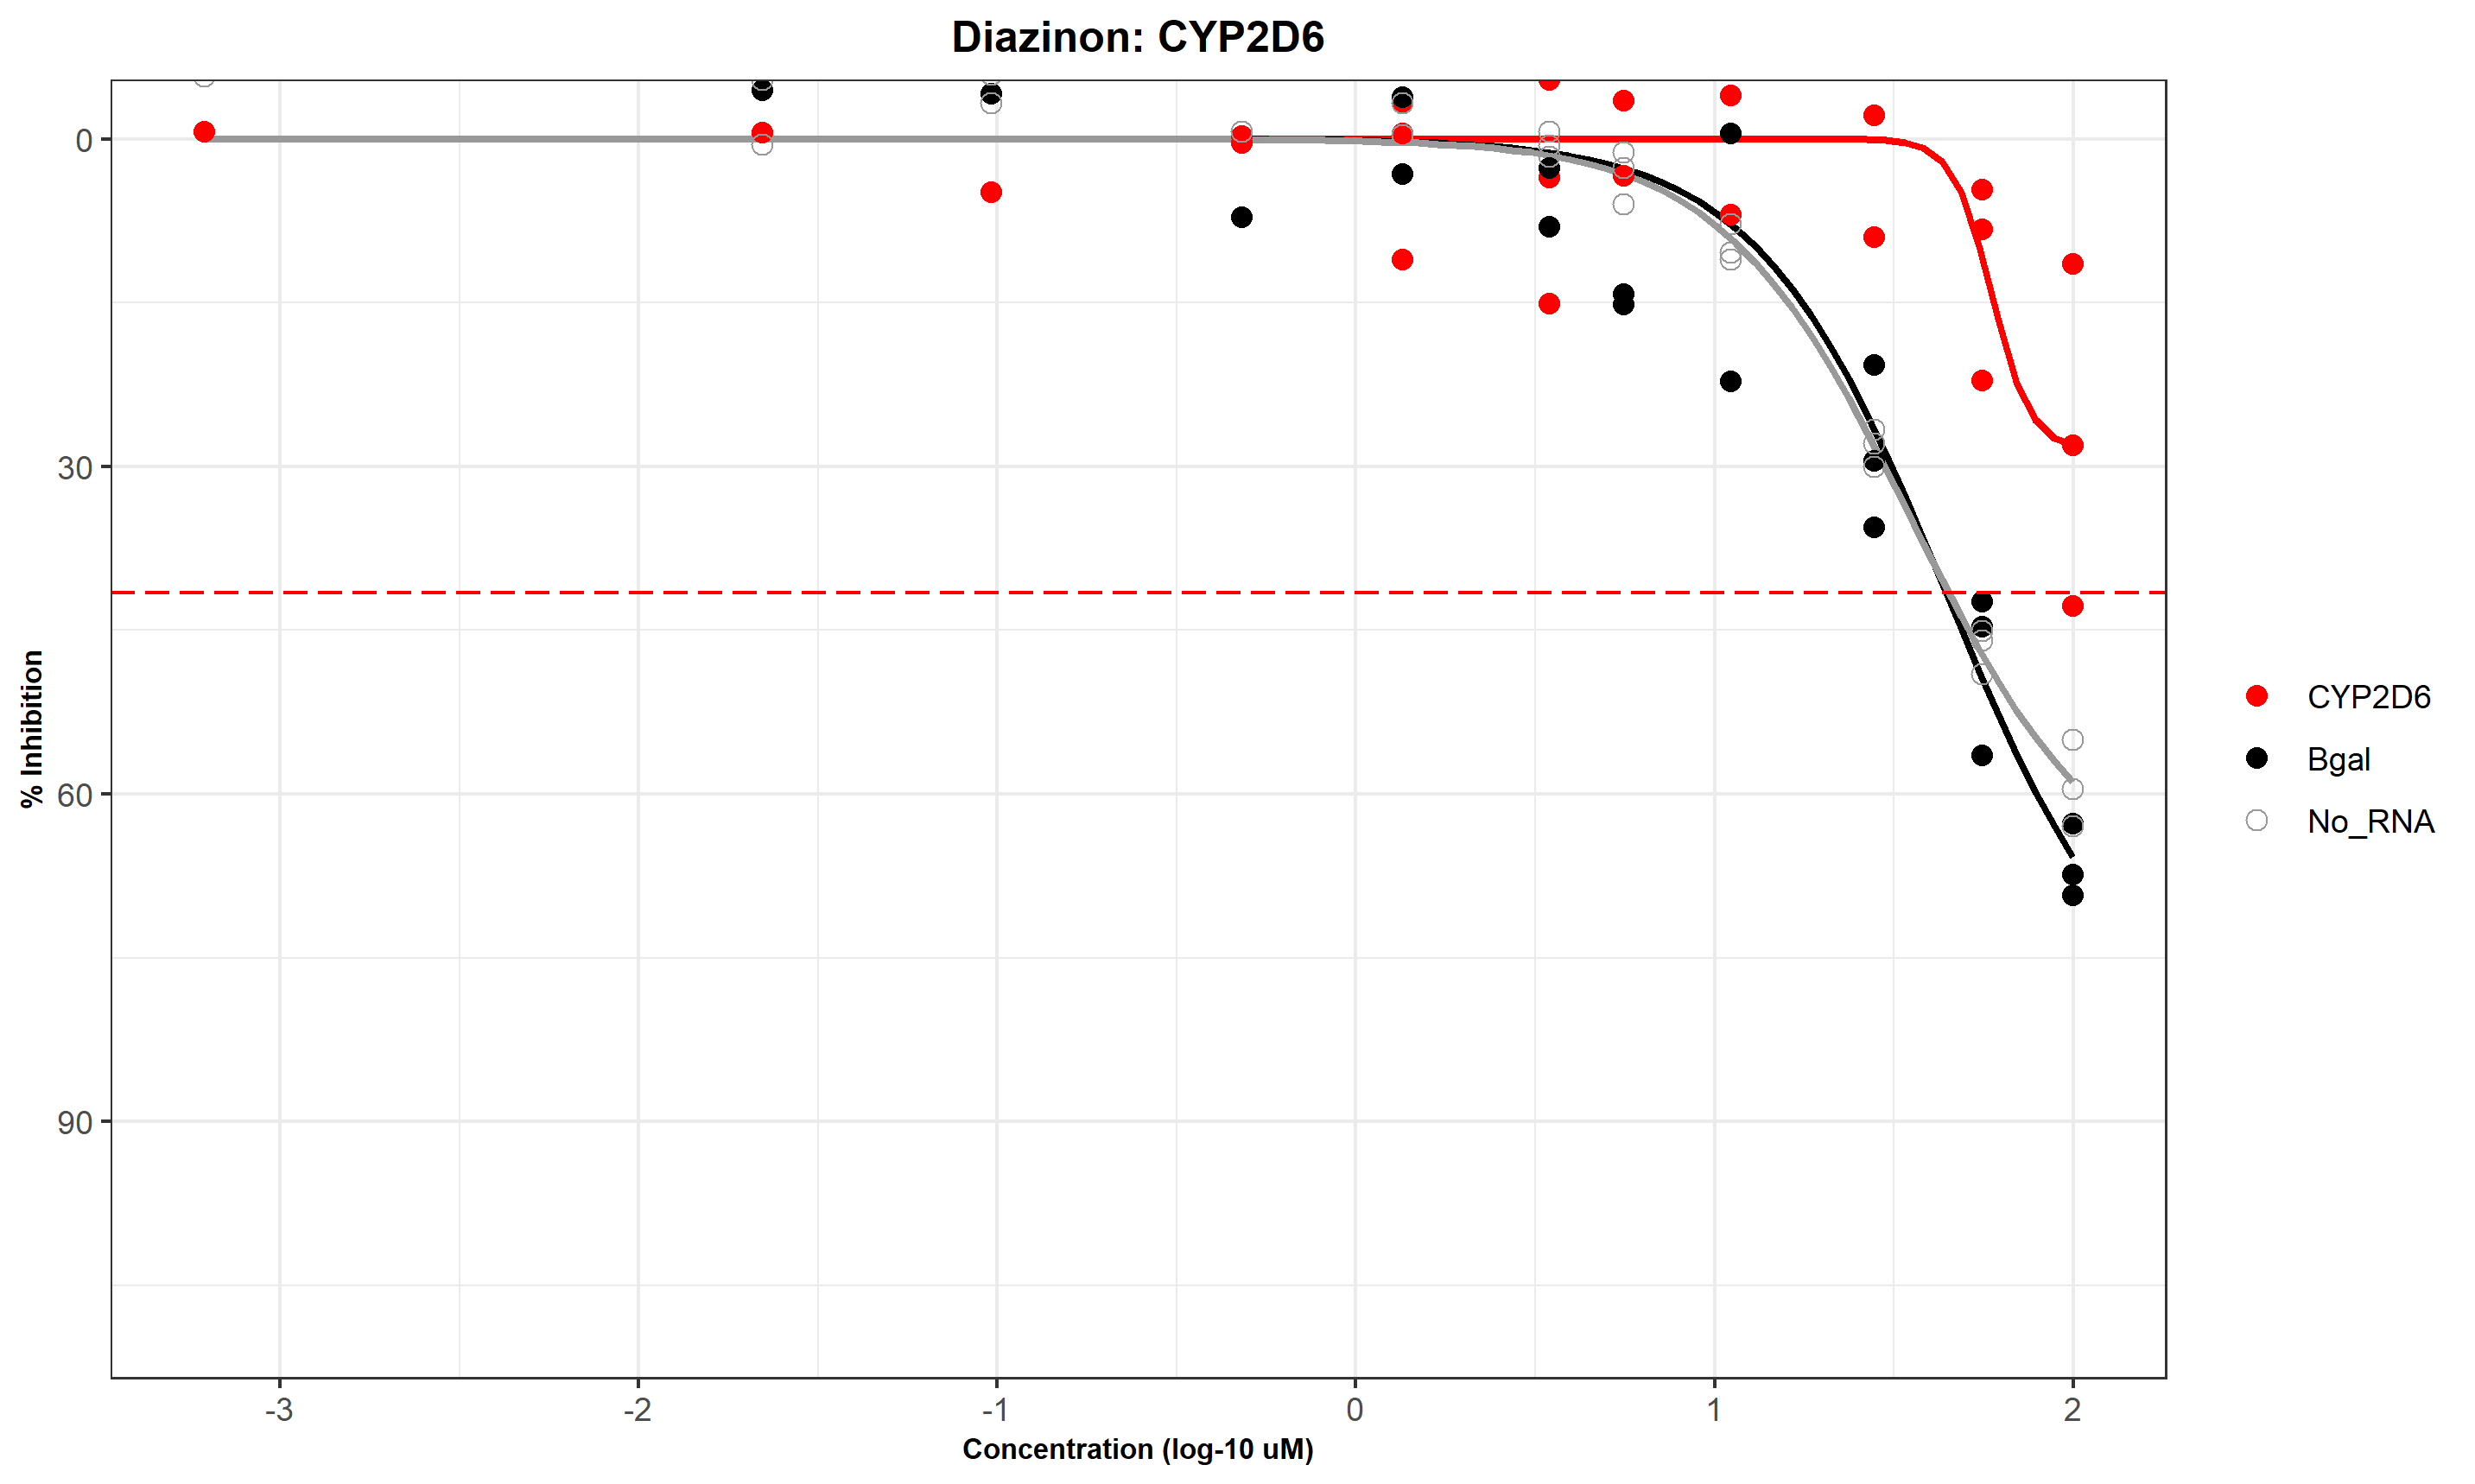 Diazinon: CYP2D6
% Inhibition
0
30
60
90
-3 -2 -1 0 1 2
Concentration (log-10 uM)
CYP2D6
Bgal
No_RNA